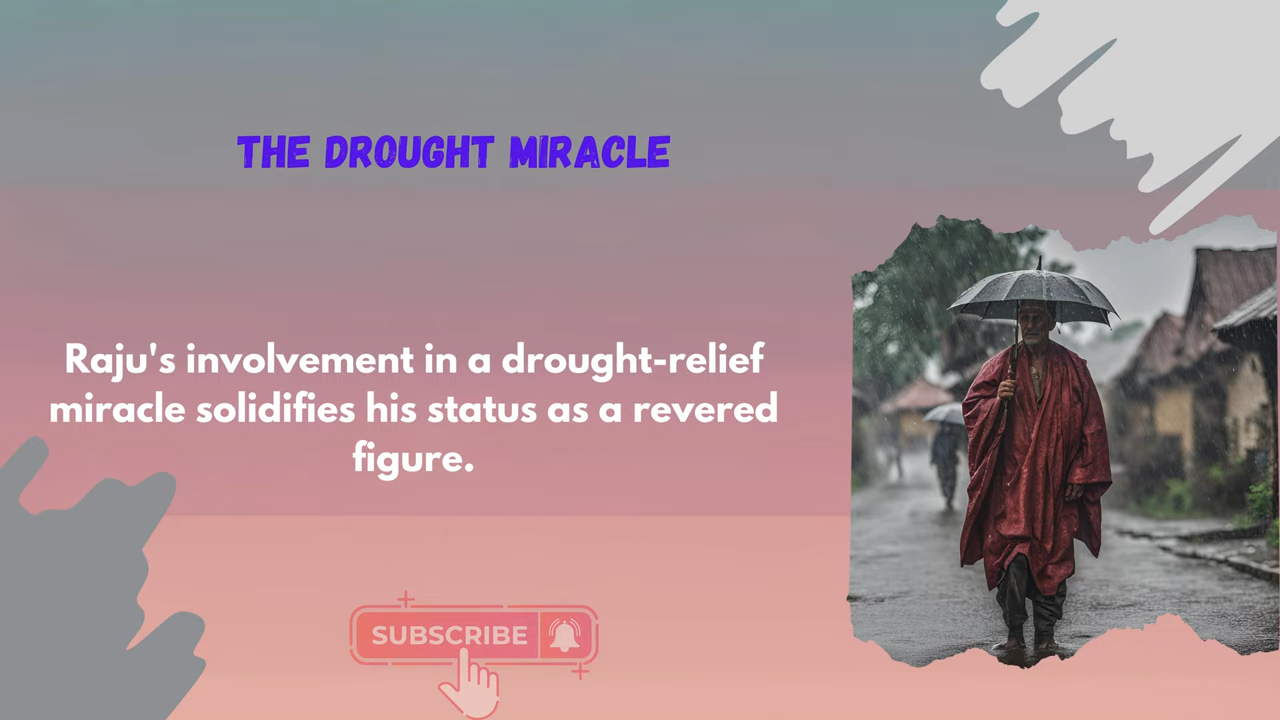 THE DROUGHT MIRACLE
Raju's involvement in a drought-relief
miracle solidifies his status as a revered
figure.
SUBSCRIBE